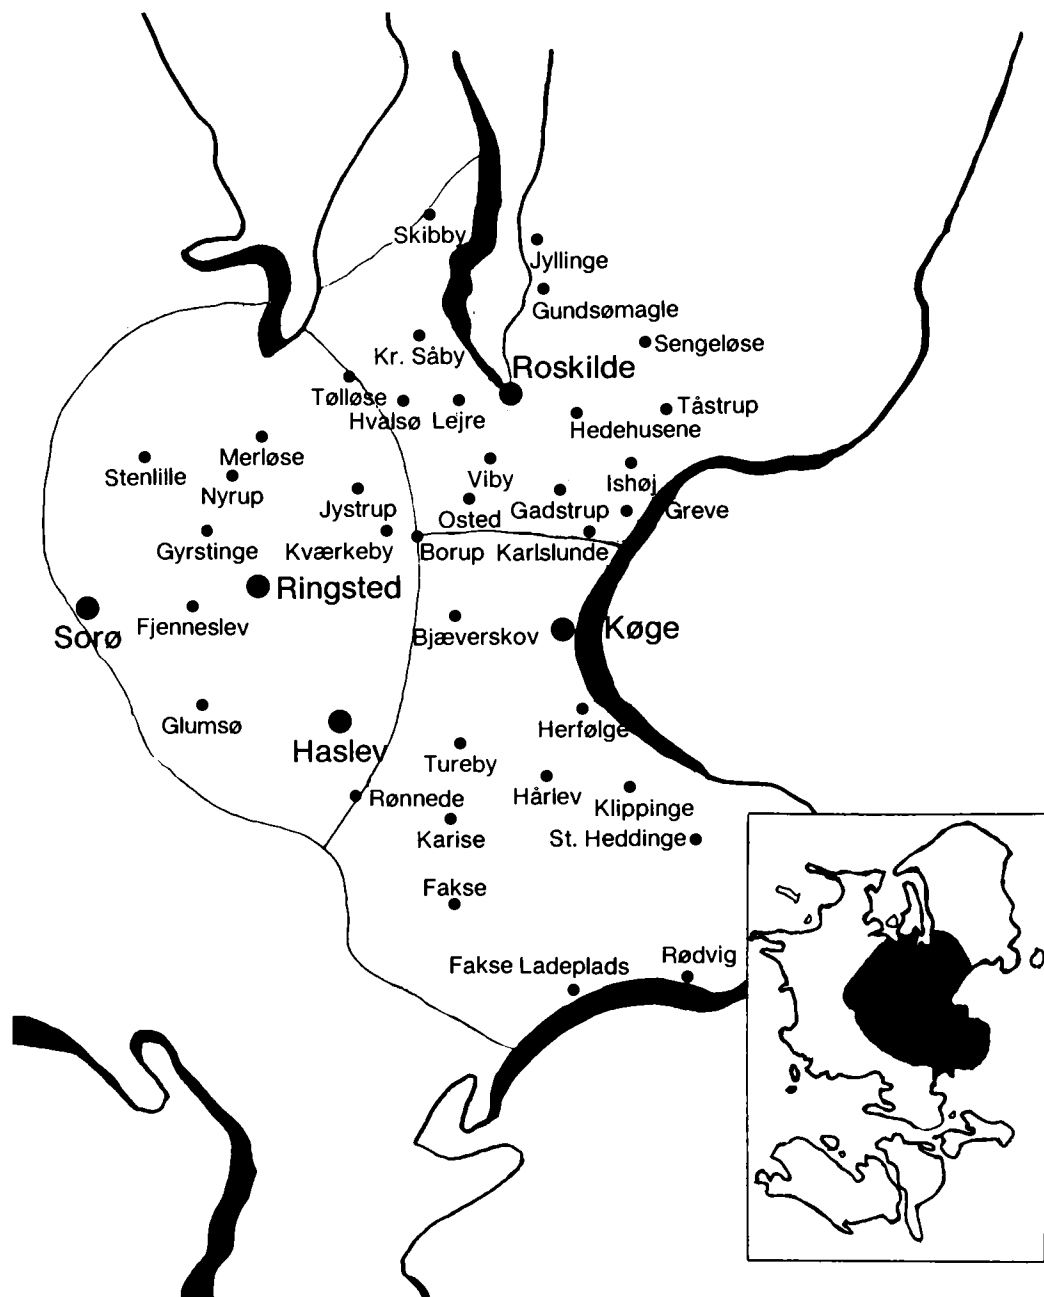 Skibby
Jyllinge
Gundsømagle
Kr. Såby
Sengeløse
Roskilde
Tølløse
Hvalsø
Lejre
Tåstrup
Hedehusene
Merløse
Stenlille
Nyrup
Viby
Ishøj
Jystrup
Osted
Gadstrup
Greve
Gyrstinge
Kværkeby
Borup
Karlslunde
Ringsted
Sorø
Fjenneslev
Bjæverskov
Køge
Glumsø
Herfølge
Haslev
Tureby
Rønnede
Hårlev
Klippinge
Karise
St. Heddinge
Fakse
Rødvig
Fakse Ladeplads